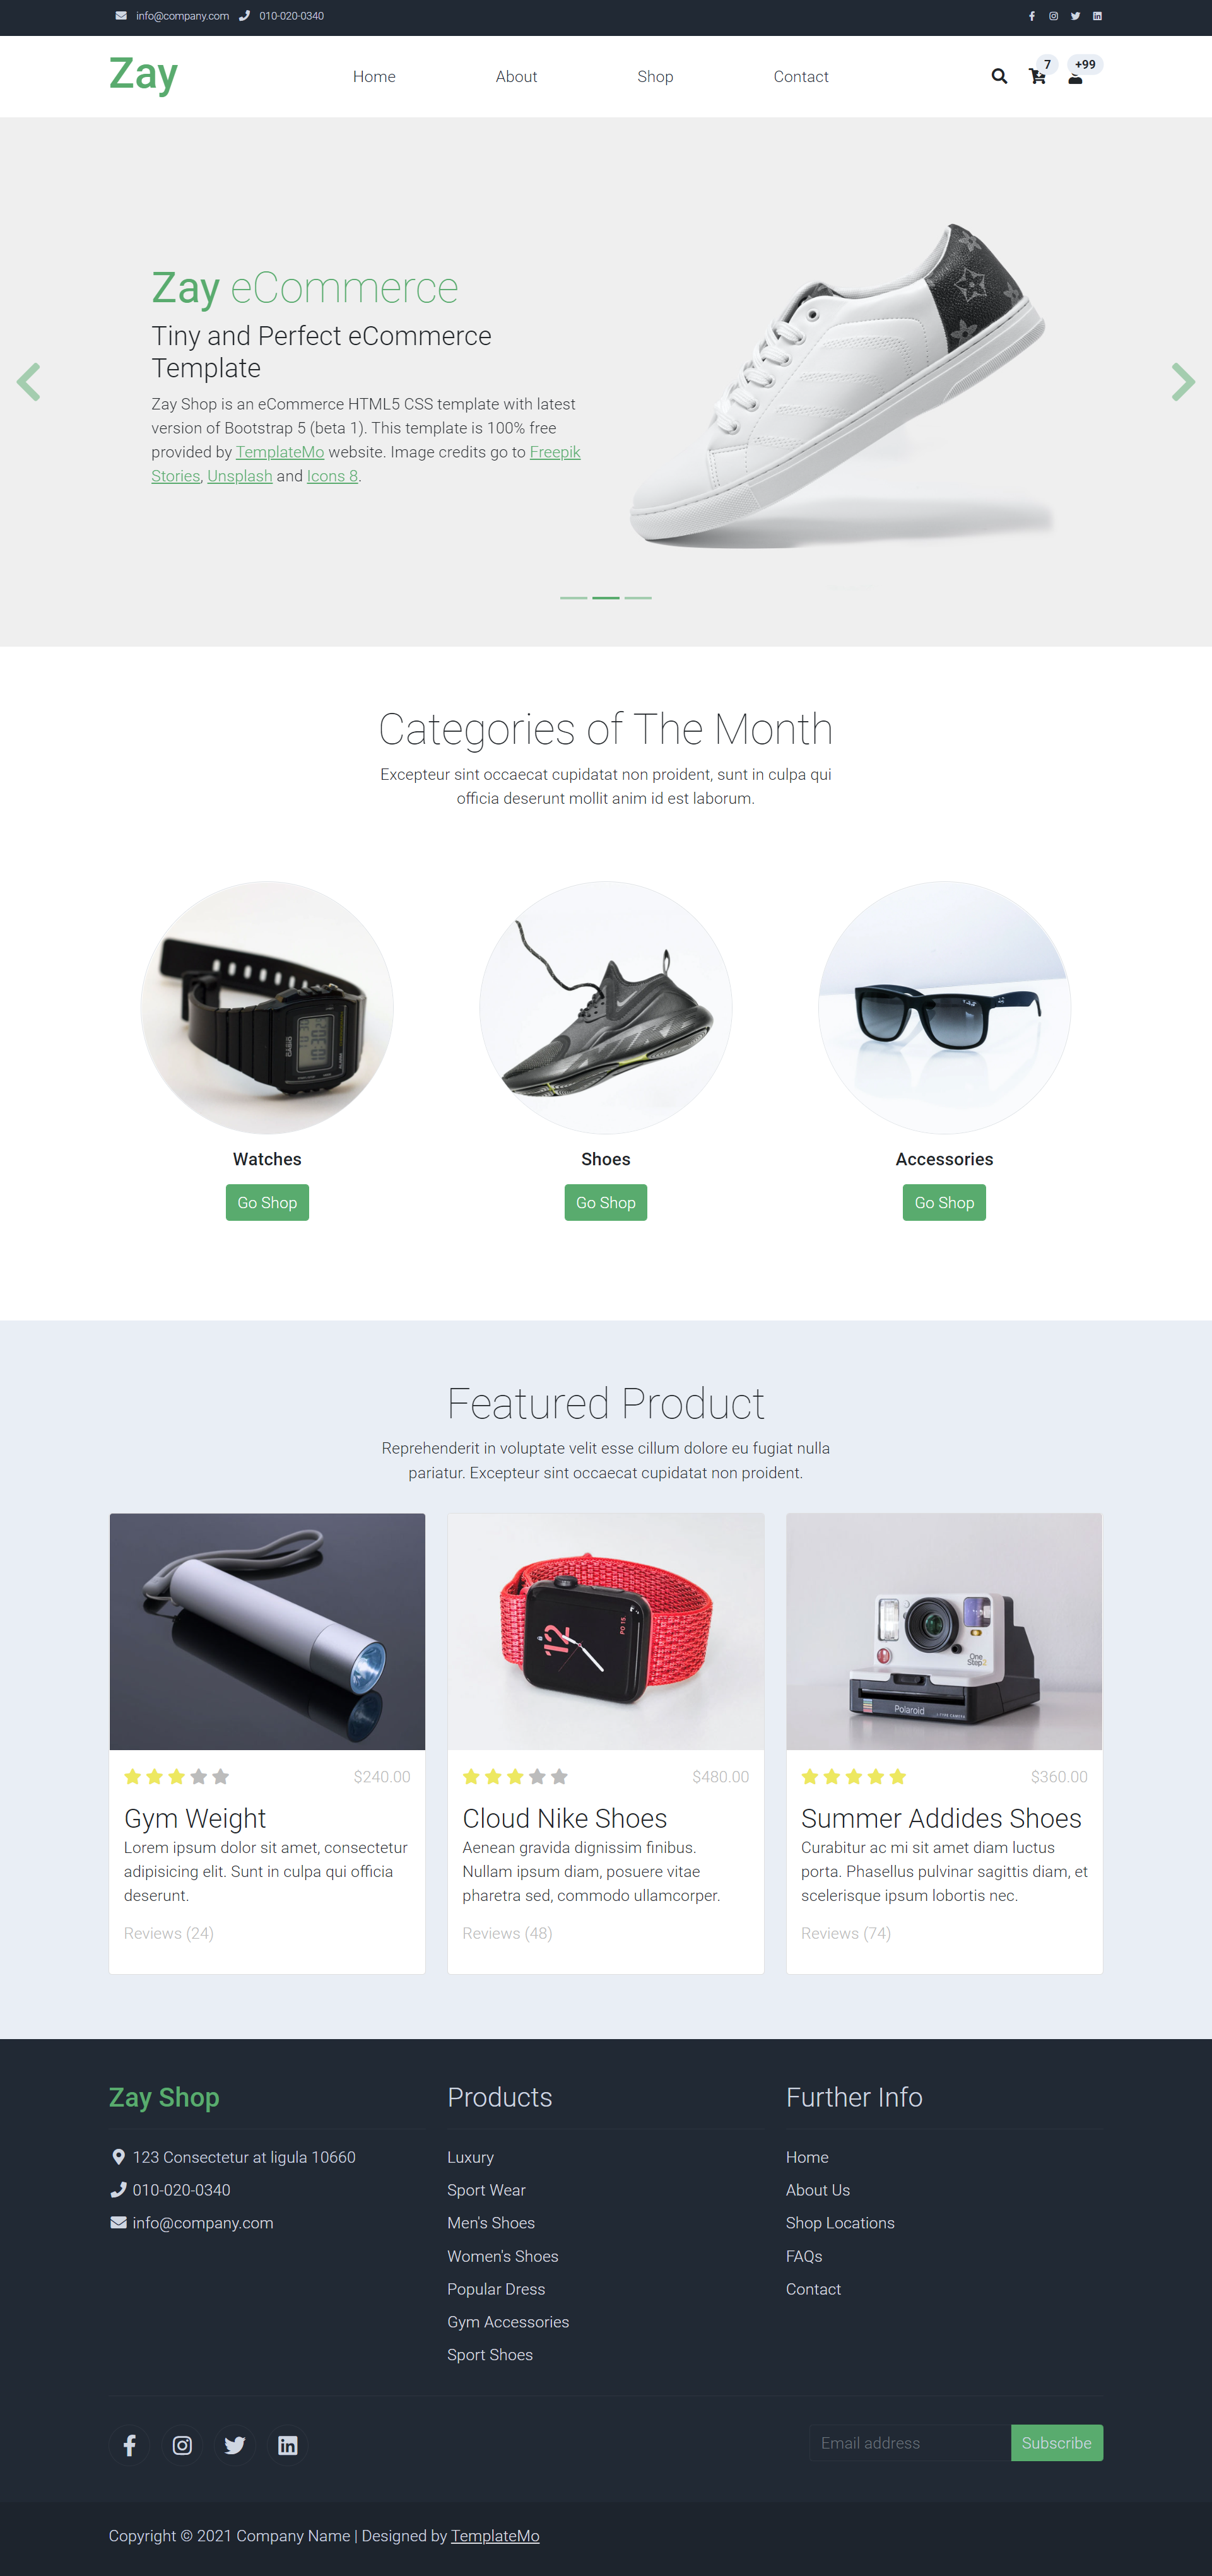 info@company.com 010-020-0340
Zay
Home About Shop Contact
7 +99
Zay eCommerce
Tiny and Perfect eCommerce
Template
Zay Shop is an eCommerce HTML5 CSS template with latest
version of Bootstrap 5 (beta 1). This template is 100% free
provided by TemplateMo website. Image credits go to Freepik
Stories, Unsplash and Icons 8.
Categories of The Month
Excepteur sint occaecat cupidatat non proident, sunt in culpa qui
officia deserunt mollit anim id est laborum.
CASIO
Watches
Go Shop
Shoes
Go Shop
Accessories
Go Shop
Featured Product
Reprehenderit in voluptate velit esse cillum dolore eu fugiat nulla
pariatur. Excepteur sint occaecat cupidatat non proident.
12
One
Step2
Polaroid
$240.00
Gym Weight
Lorem ipsum dolor sit amet, consectetur
adipisicing elit. Sunt in culpa qui officia
deserunt.
Reviews (24)
$480.00
Cloud Nike Shoes
Aenean gravida dignissim finibus.
Nullam ipsum diam, posuere vitae
pharetra sed, commodo ullamcorper.
Reviews (48)
$360.00
Summer Addides Shoes
Curabitur ac mi sit amet diam luctus
porta. Phasellus pulvinar sagittis diam, et
scelerisque ipsum lobortis nec.
Reviews (74)
Zay Shop
123 Consectetur at ligula 10660
010-020-0340
info@company.com
Products
Luxury
Sport Wear
Men's Shoes
Women's Shoes
Popular Dress
Gym Accessories
Sport Shoes
Further Info
Home
About Us
Shop Locations
FAQs
Contact
Email address Subscribe
Copyright © 2021 Company Name | Designed by TemplateMo